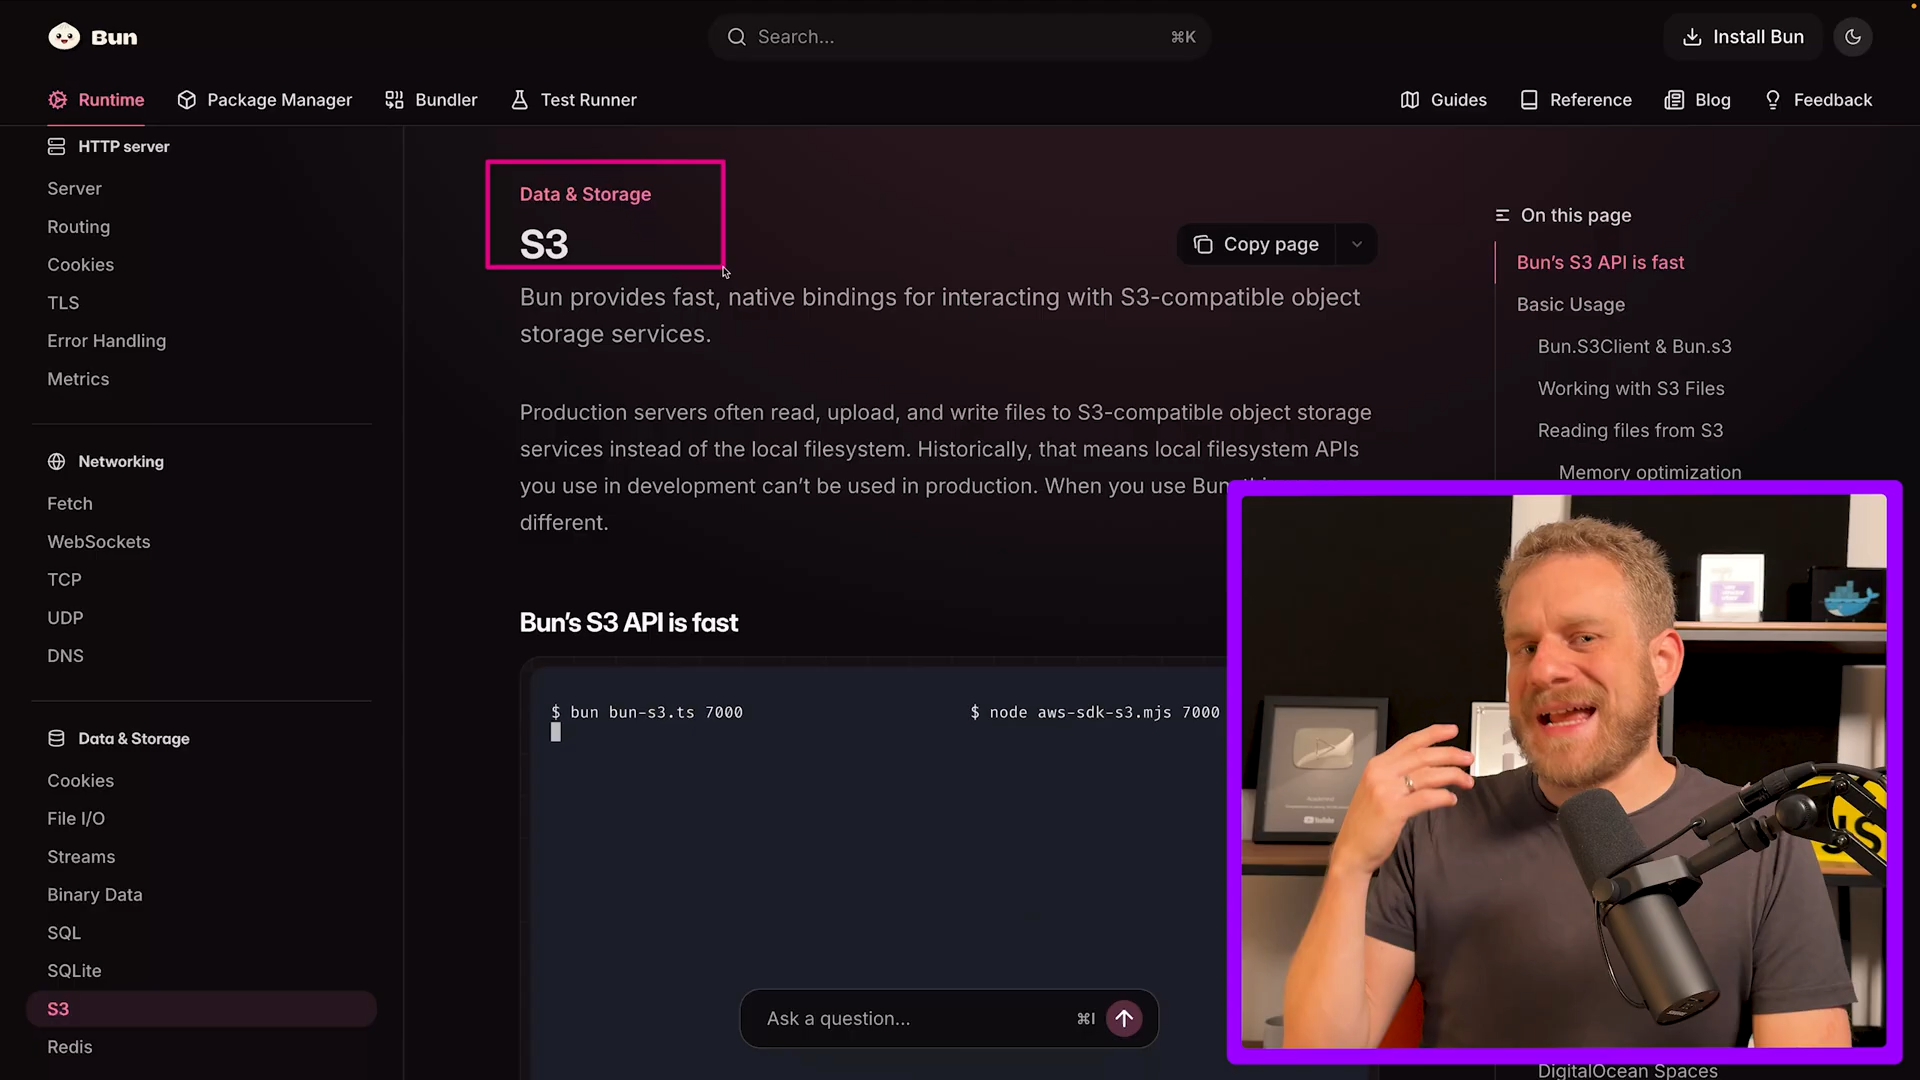 Bun
Search...
⌘K
Install Bun
Runtime
Package Manager
Bundler
Test Runner
Guides
Reference
Blog
Feedback
HTTP server
Server
Routing
Cookies
TLS
Error Handling
Metrics
Networking
Fetch
WebSockets
TCP
UDP
DNS
Data & Storage
Cookies
File I/O
Streams
Binary Data
SQL
SQLite
S3
Redis
Data & Storage
S3
Copy page
Bun provides fast, native bindings for interacting with S3-compatible object
storage services.
Production servers often read, upload, and write files to S3-compatible object storage
services instead of the local filesystem. Historically, that means local filesystem APIs
you use in development can’t be used in production. When you use Bun,
different.
Bun’s S3 API is fast
$ bun bun-s3.ts 7000
$ node aws-sdk-s3.mjs 7000
Ask a question...
⌘I
On this page
Bun’s S3 API is fast
Basic Usage
Bun.S3Client & Bun.s3
Working with S3 Files
Reading files from S3
Memory optimization
YouTube
JS
DigitalOcean Spaces